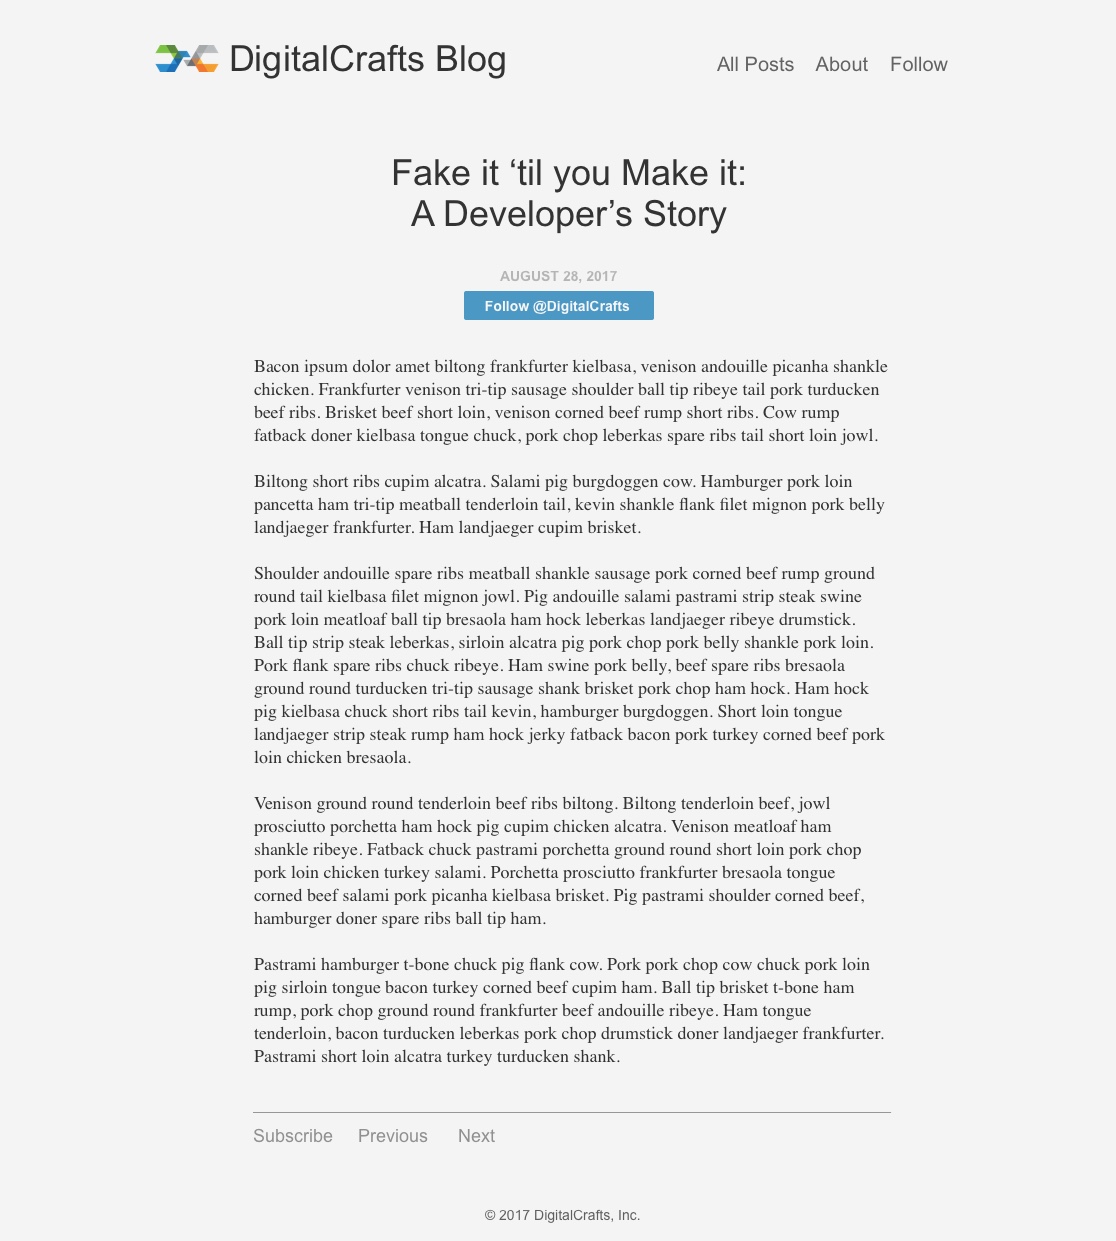 DigitalCrafts Blog
All Posts About Follow
Fake it ‘til you Make it:
A Developer’s Story
AUGUST 28, 2017
Follow @DigitalCrafts
Bacon ipsum dolor amet biltong frankfurter kielbasa, venison andouille picanha shankle
chicken. Frankfurter venison tri-tip sausage shoulder ball tip ribeye tail pork turducken
beef ribs. Brisket beef short loin, venison corned beef rump short ribs. Cow rump
fatback doner kielbasa tongue chuck, pork chop leberkas spare ribs tail short loin jowl.
Biltong short ribs cupim alcatra. Salami pig burgdoggen cow. Hamburger pork loin
pancetta ham tri-tip meatball tenderloin tail, kevin shankle flank filet mignon pork belly
landjaeger frankfurter. Ham landjaeger cupim brisket.
Shoulder andouille spare ribs meatball shankle sausage pork corned beef rump ground
round tail kielbasa filet mignon jowl. Pig andouille salami pastrami strip steak swine
pork loin meatloaf ball tip bresaola ham hock leberkas landjaeger ribeye drumstick.
Ball tip strip steak leberkas, sirloin alcatra pig pork chop pork belly shankle pork loin.
Pork flank spare ribs chuck ribeye. Ham swine pork belly, beef spare ribs bresaola
ground round turducken tri-tip sausage shank brisket pork chop ham hock. Ham hock
pig kielbasa chuck short ribs tail kevin, hamburger burgdoggen. Short loin tongue
landjaeger strip steak rump ham hock jerky fatback bacon pork turkey corned beef pork
loin chicken bresaola.
Venison ground round tenderloin beef ribs biltong. Biltong tenderloin beef, jowl
prosciutto porchetta ham hock pig cupim chicken alcatra. Venison meatloaf ham
shankle ribeye. Fatback chuck pastrami porchetta ground round short loin pork chop
pork loin chicken turkey salami. Porchetta prosciutto frankfurter bresaola tongue
corned beef salami pork picanha kielbasa brisket. Pig pastrami shoulder corned beef,
hamburger doner spare ribs ball tip ham.
Pastrami hamburger t-bone chuck pig flank cow. Pork pork chop cow chuck pork loin
pig sirloin tongue bacon turkey corned beef cupim ham. Ball tip brisket t-bone ham
rump, pork chop ground round frankfurter beef andouille ribeye. Ham tongue
tenderloin, bacon turducken leberkas pork chop drumstick doner landjaeger frankfurter.
Pastrami short loin alcatra turkey turducken shank.
Subscribe Previous Next
© 2017 DigitalCrafts, Inc.